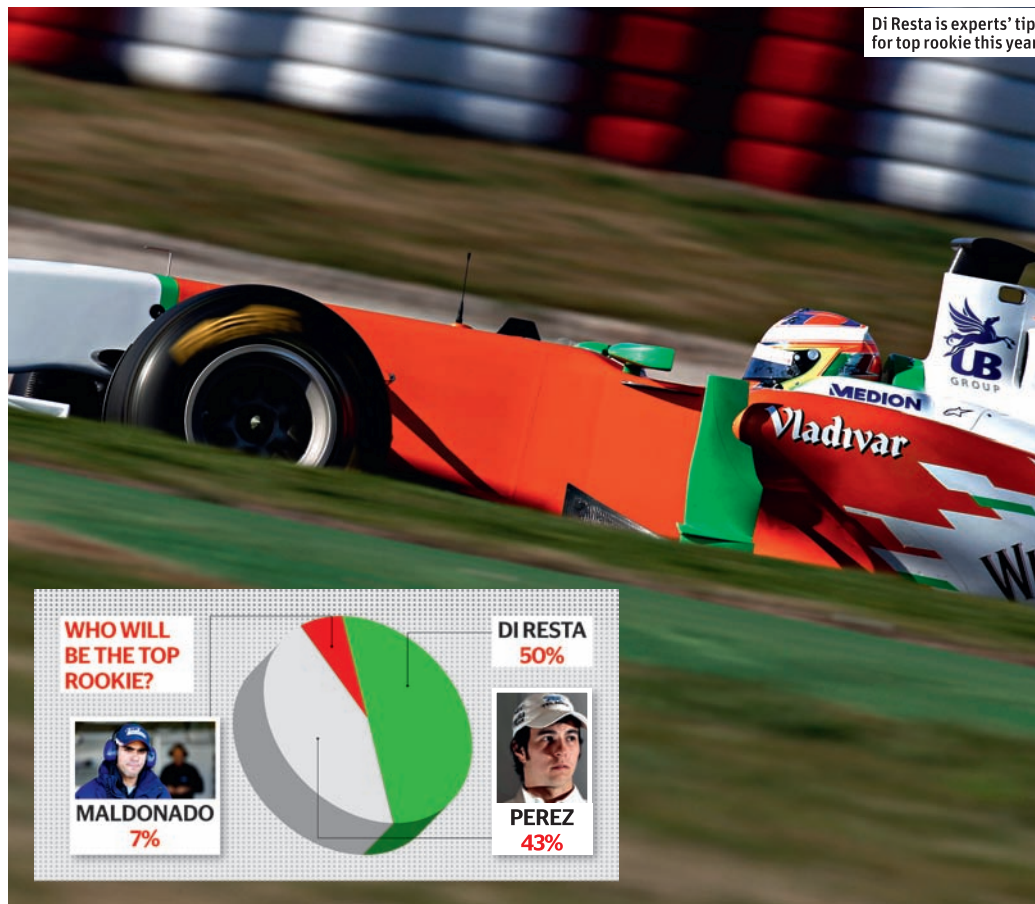 Di Resta is experts' tip
for top rookie this year
UB
GROUP
MEDION
Vladivar
WHO WILL
BE THE TOP
ROOKIE?
DI RESTA
50%
MALDONADO
7%
PEREZ
43%